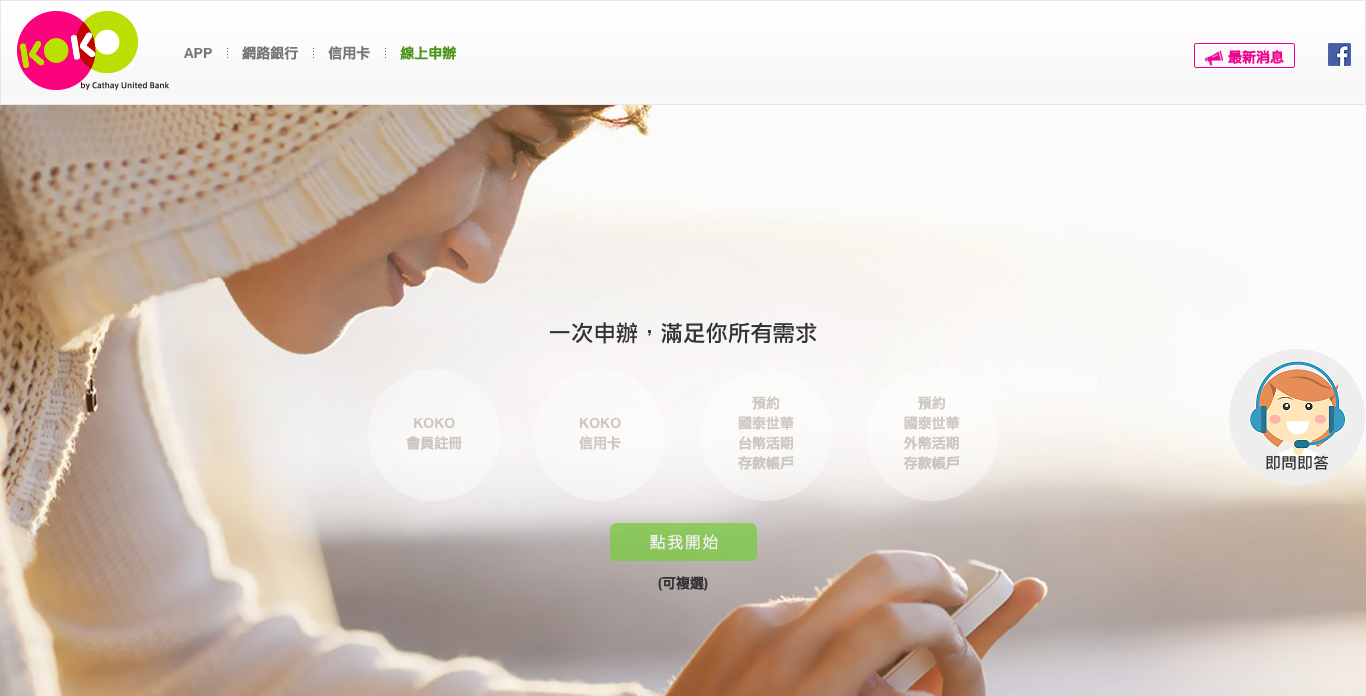 KOKO
by Cathay United Bank
APP
網路銀行
信用卡
線上申辦
最新消息
一次申辦，滿足你所有需求
KOKO
會員註冊
KOKO
信用卡
預約
國泰世華
台幣活期
存款帳戶
預約
國泰世華
外幣活期
存款帳戶
即問即答
點我開始
(可複選)